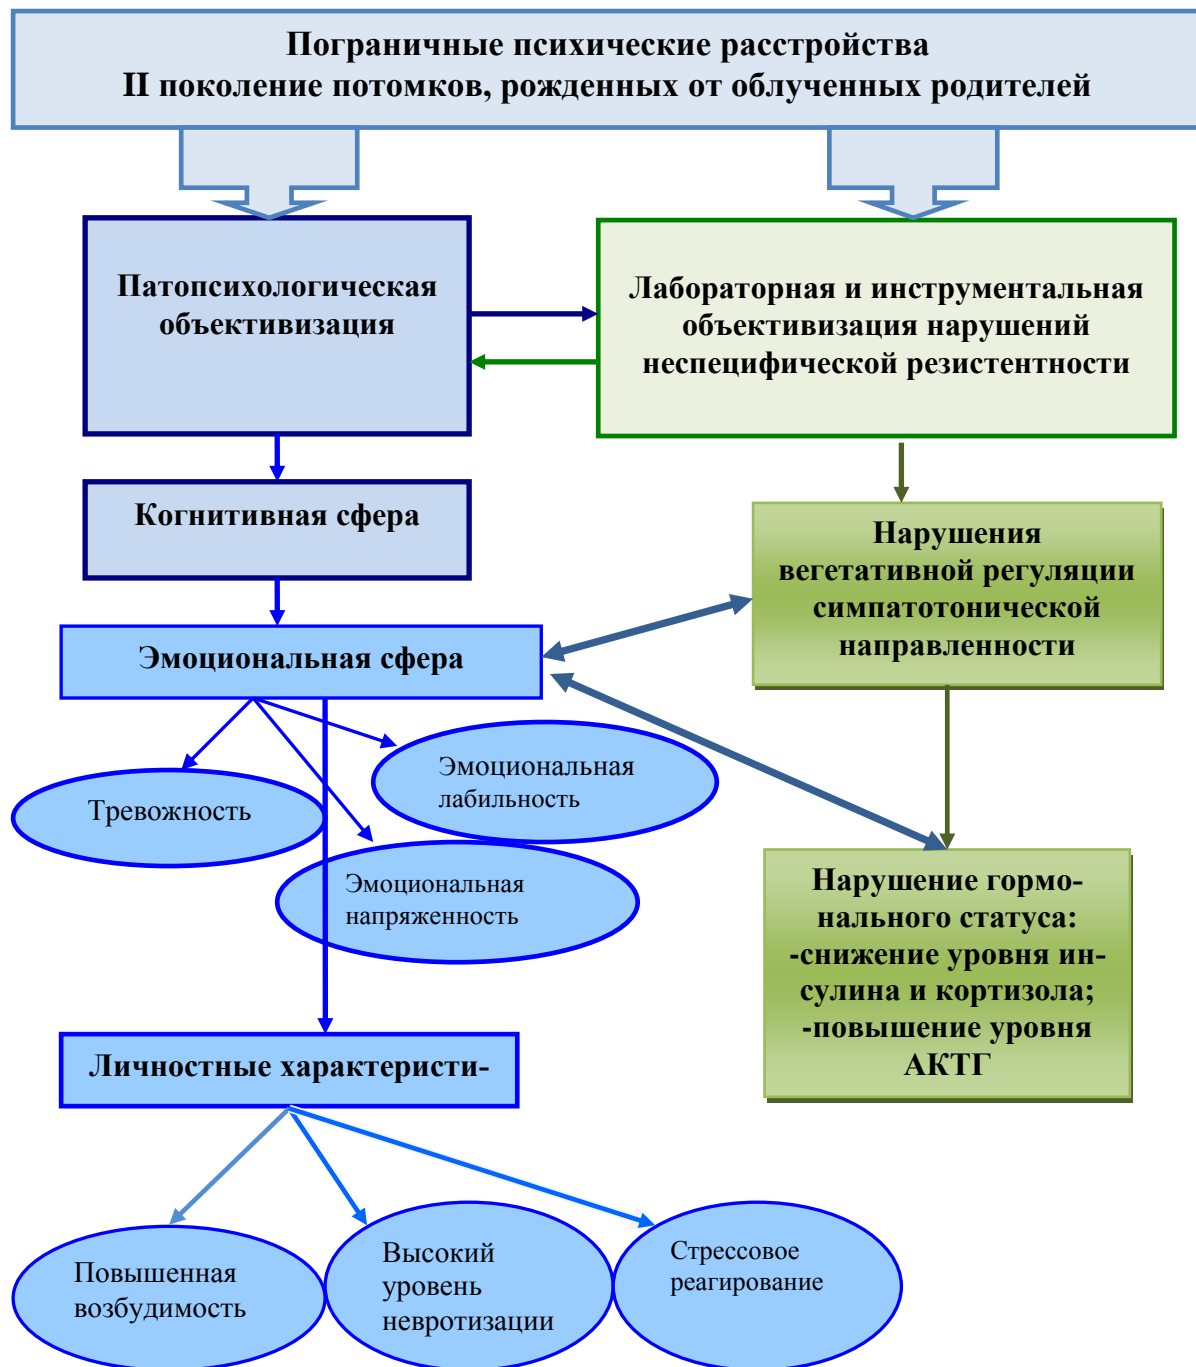 Пограничные психические расстройства
II поколение потомков, рожденных от облученных родителей
Патопсихологическая
объективизация
Лабораторная и инструментальная
объективизация нарушений
неспецифической резистентности
Когнитивная сфера
Нарушения
вегетативной регуляции
симпатотонической
направленности
Эмоциональная сфера
Эмоциональная
лабильность
Тревожность
Эмоциональная
напряженность
Нарушение гормо-
нального статуса:
-снижение уровня ин-
сулина и кортизола;
-повышение уровня
АКТГ
Личностные характеристи-
Повышенная
возбудимость
Высокий
уровень
невротизации
Стрессовое
реагирование